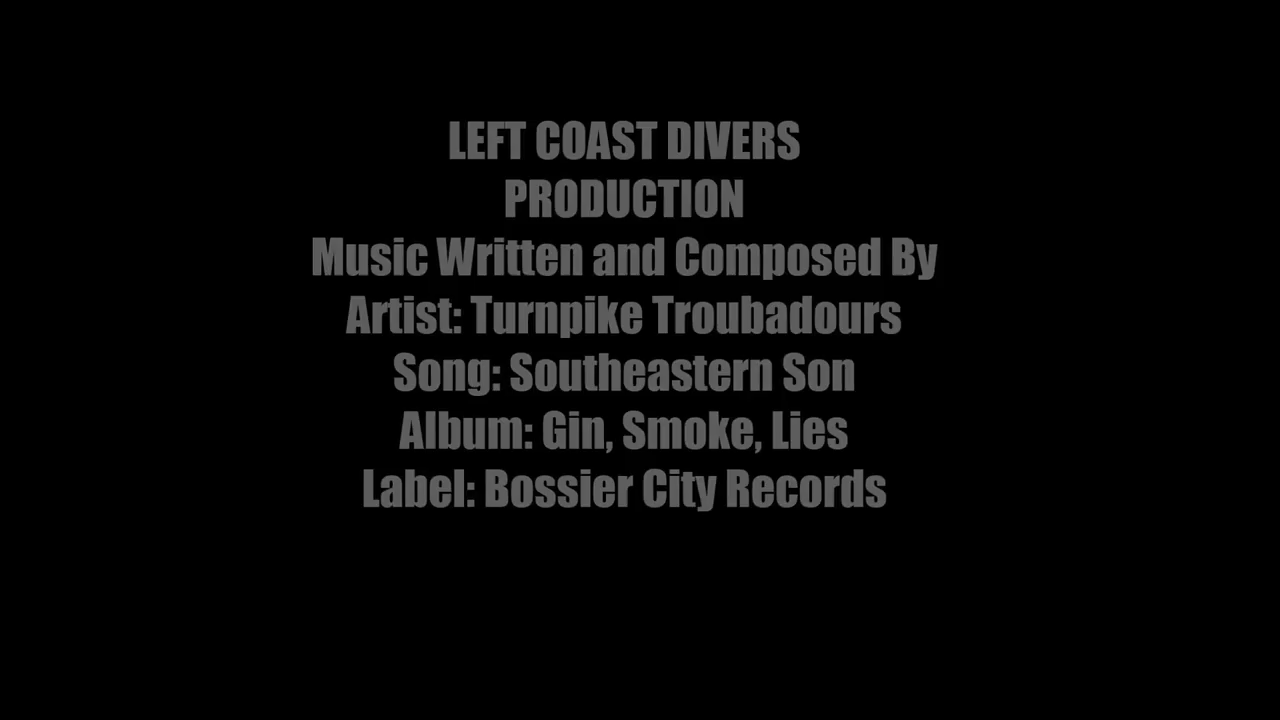 LEFT COAST DIVERS
PRODUCTION
Music Written and Composed By
Artist: Turnpike Troubadours
Song: Southeastern Son
Album: Gin, Smoke, Lies
Label: Bossier City Records